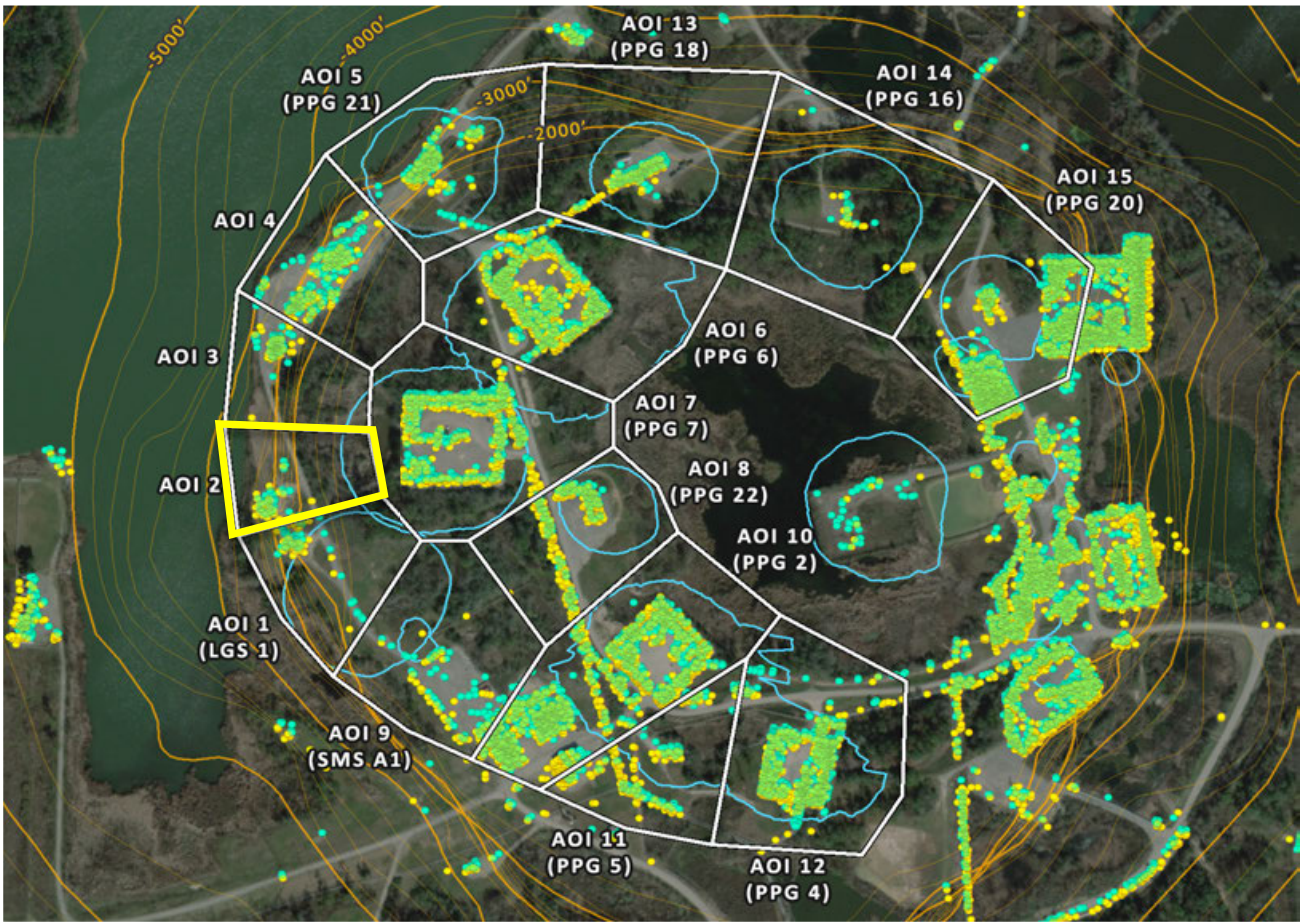 -5000'
-4000'
-3000'
-2000'
AOI 13
(PPG 18)
AOI 5
(PPG 21)
AOI 14
(PPG 16)
AOI 15
(PPG 20)
AOI 4
AOI 3
AOI 6
(PPG 6)
AOI 7
(PPG 7)
AOI 2
AOI 8
(PPG 22)
AOI 10
(PPG 2)
AOI 1
(LGS 1)
AOI 9
(SMS A1)
AOI 11
(PPG 5)
AOI 12
(PPG 4)